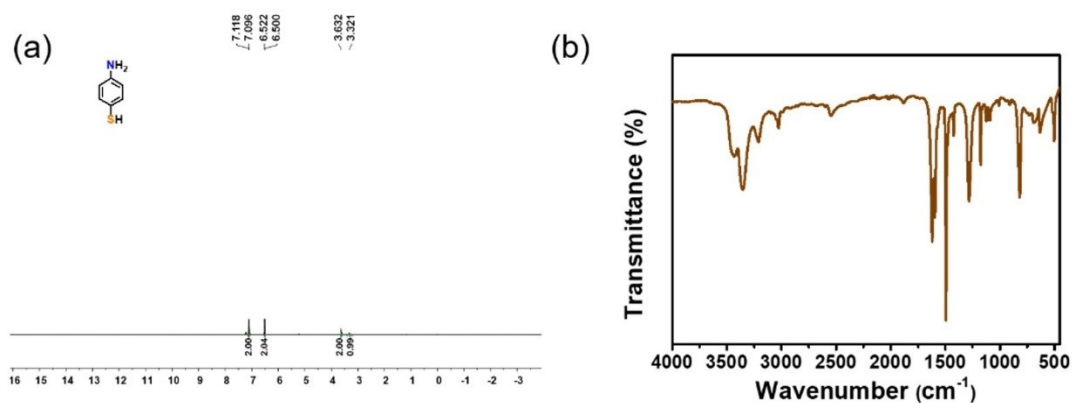 (a)
7.118
7.096
6.522
6.500
3.632
3.321
NH2
SH
2.00
2.04
2.00
0.99
16 15 14 13 12 11 10 9 8 7 6 5 4 3 2 1 0 -1 -2 -3
(b)
Transmittance (%)
4000 3500 3000 2500 2000 1500 1000 500
Wavenumber (cm⁻¹)